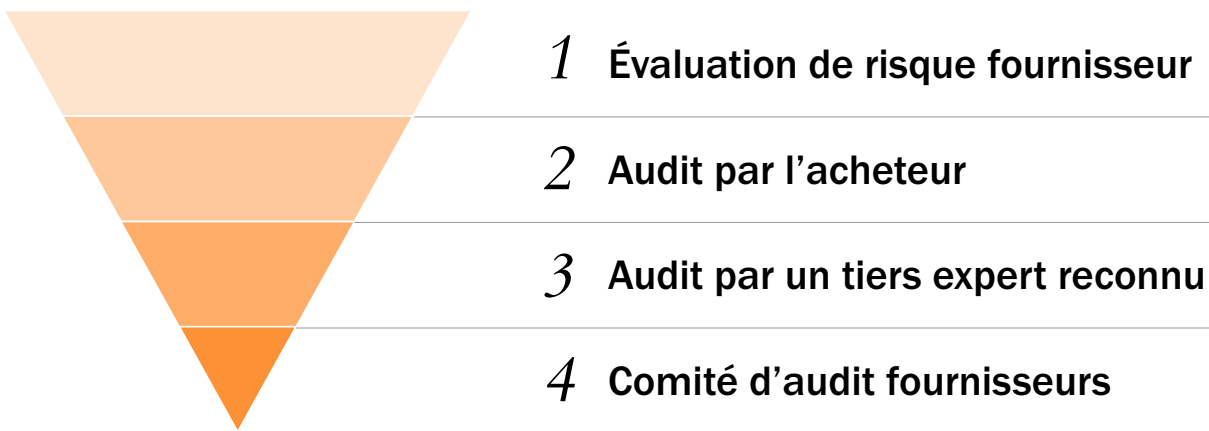 1 Évaluation de risque fournisseur
2 Audit par l’acheteur
3 Audit par un tiers expert reconnu
4 Comité d’audit fournisseurs